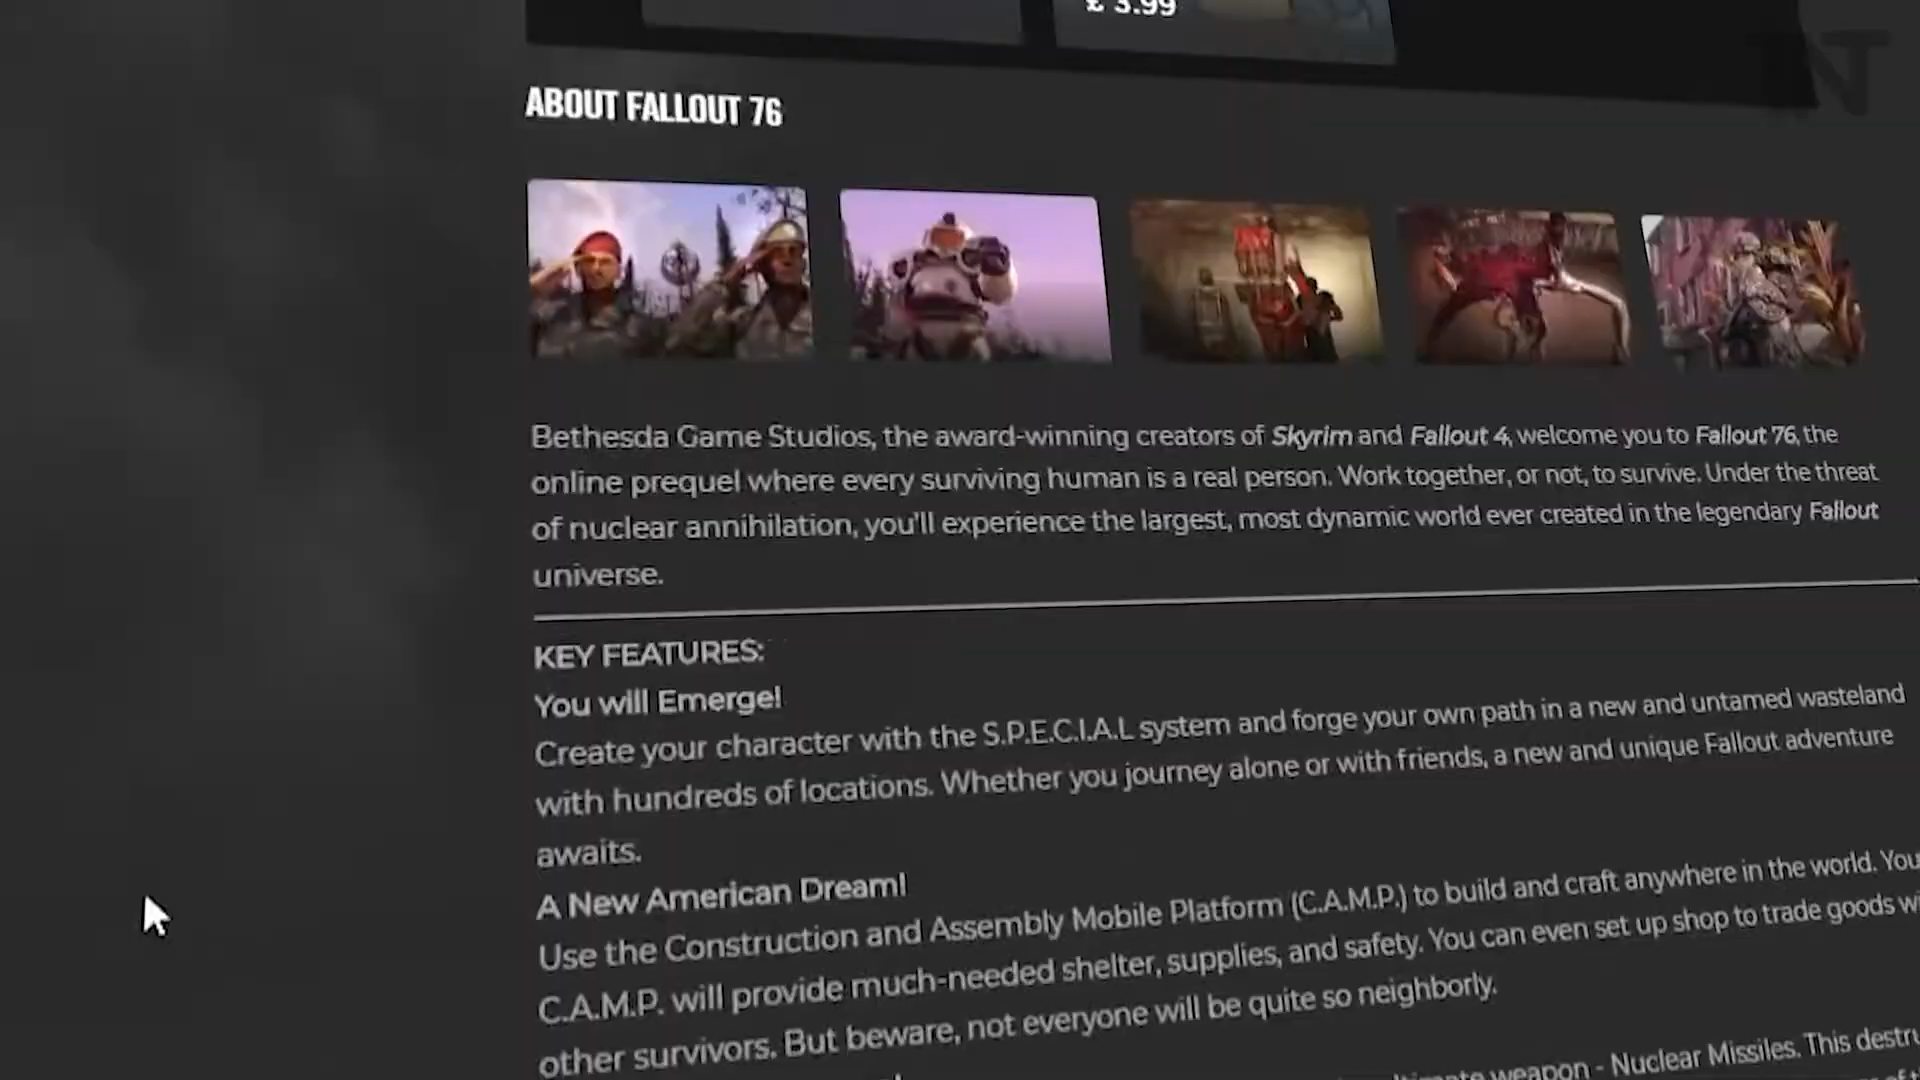 £ 3.99
ABOUT FALLOUT 76
Bethesda Game Studios, the award-winning creators of Skyrim and Fallout 4, welcome you to Fallout 76, the
online prequel where every surviving human is a real person. Work together, or not, to survive. Under the threat
of nuclear annihilation, you'll experience the largest, most dynamic world ever created in the legendary Fallout
universe.
KEY FEATURES:
You will Emerge!
Create your character with the S.P.E.C.I.A.L system and forge your own path in a new and untamed wasteland
with hundreds of locations. Whether you journey alone or with friends, a new and unique Fallout adventure
awaits.
A New American Dream!
Use the Construction and Assembly Mobile Platform (C.A.M.P.) to build and craft anywhere in the world. You
C.A.M.P. will provide much-needed shelter, supplies, and safety. You can even set up shop to trade goods wi
other survivors. But beware, not everyone will be quite so neighborly.
weapon - Nuclear Missiles. This destru